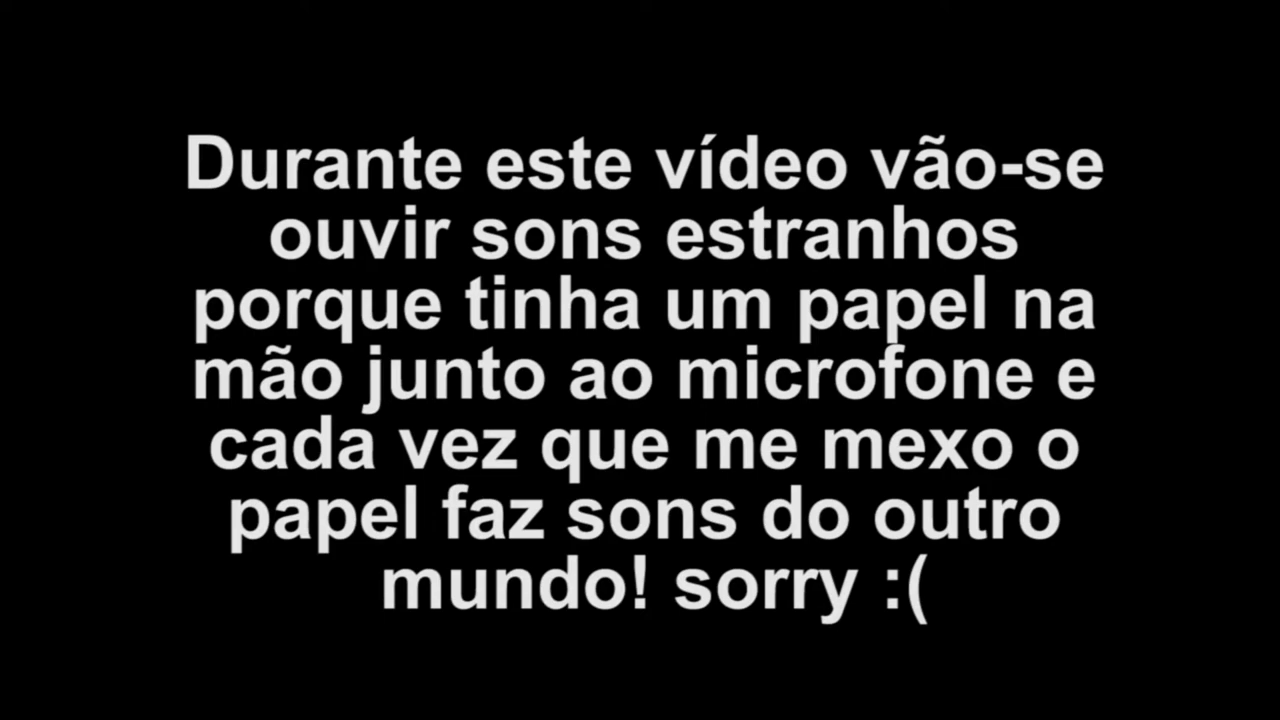 Durante este vídeo vão-se
ouvir sons estranhos
porque tinha um papel na
mão junto ao microfone e
cada vez que me mexo o
papel faz sons do outro
mundo! sorry :(